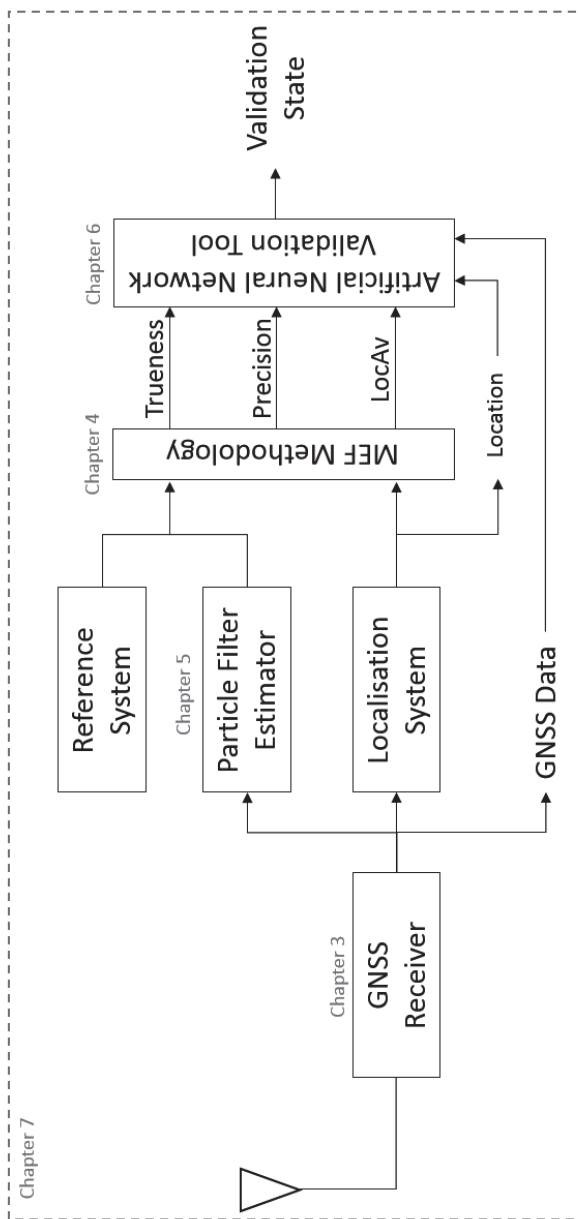 Chapter 7
Chapter 3
GNSS
Receiver
Reference
System
Chapter 5
Particle Filter
Estimator
Localisation
System
GNSS Data
Chapter 4
MEF Methodology
Trueness
Precision
LocAv
Location
Chapter 6
Artificial Neural Network
Validation Tool
Validation
State